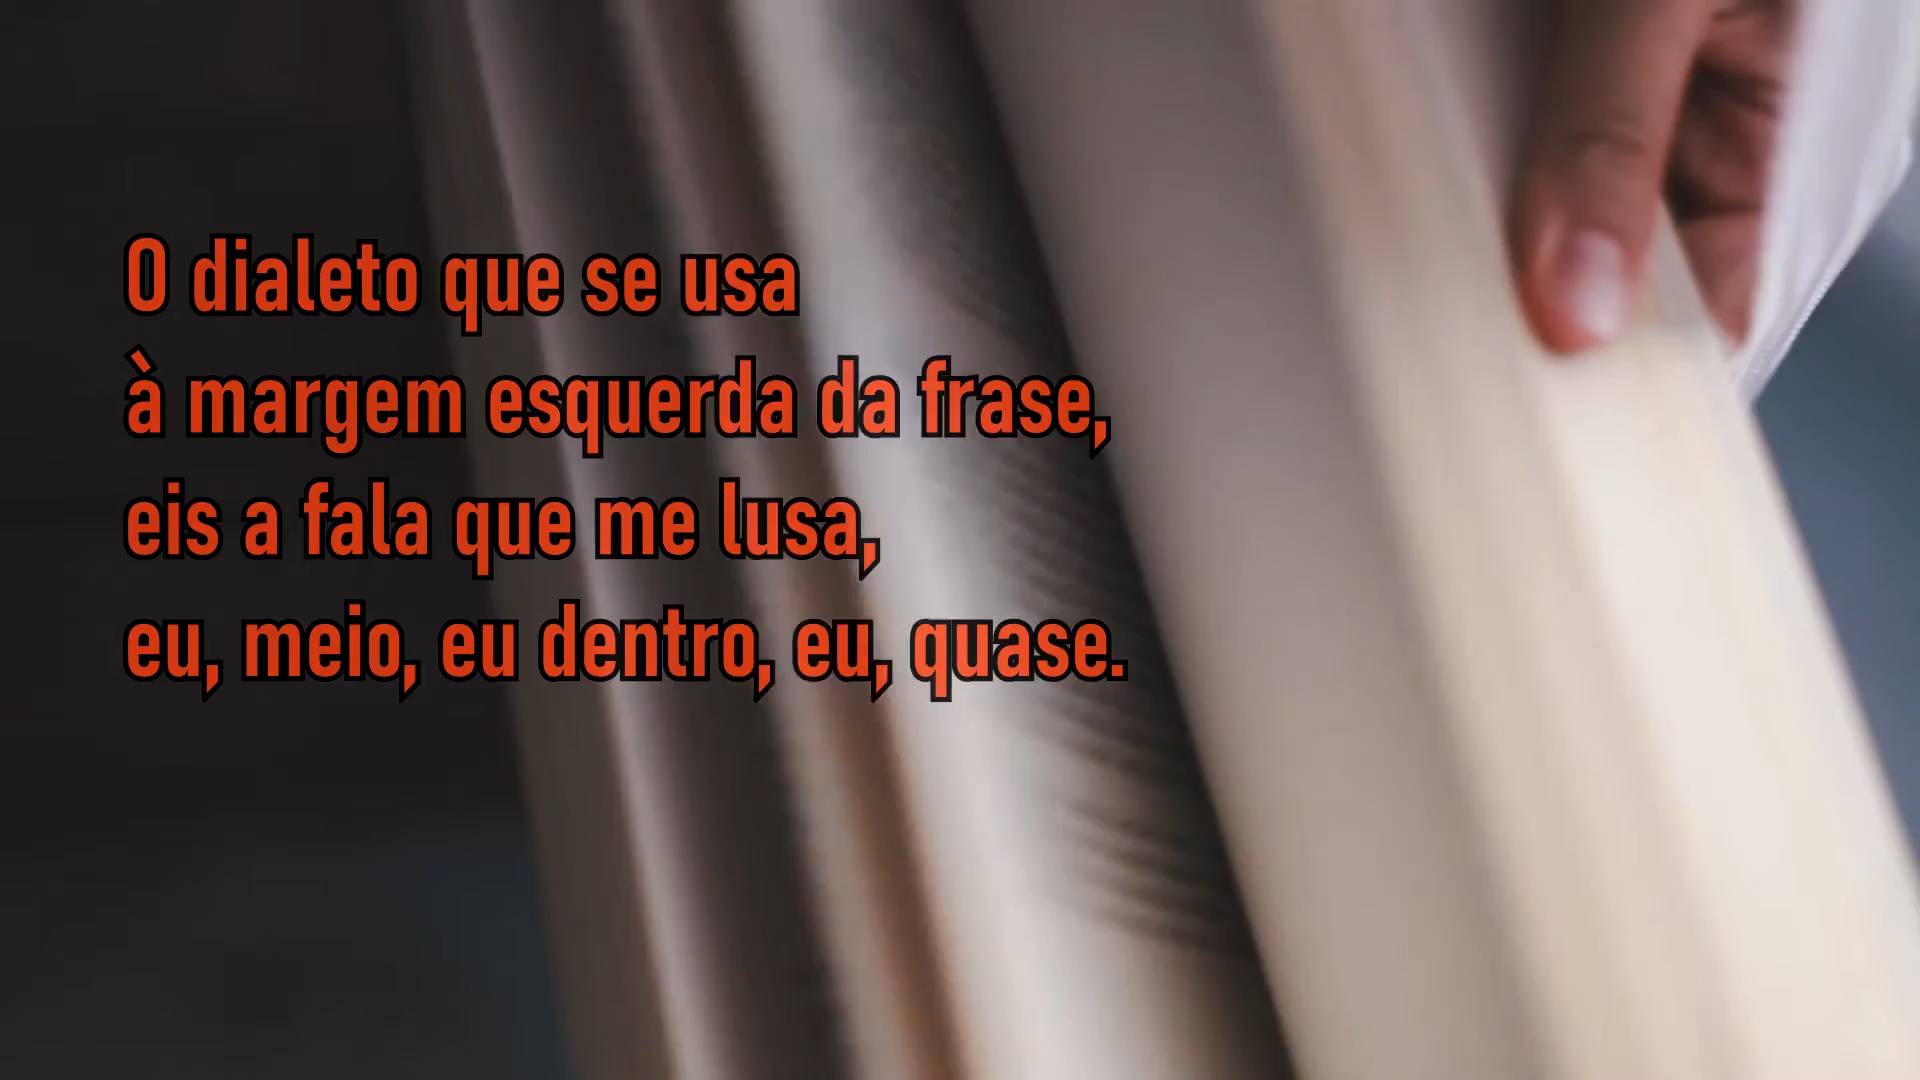 O dialeto que se usa
à margem esquerda da frase,
eis a fala que me lusa,
eu, meio, eu dentro, eu, quase.